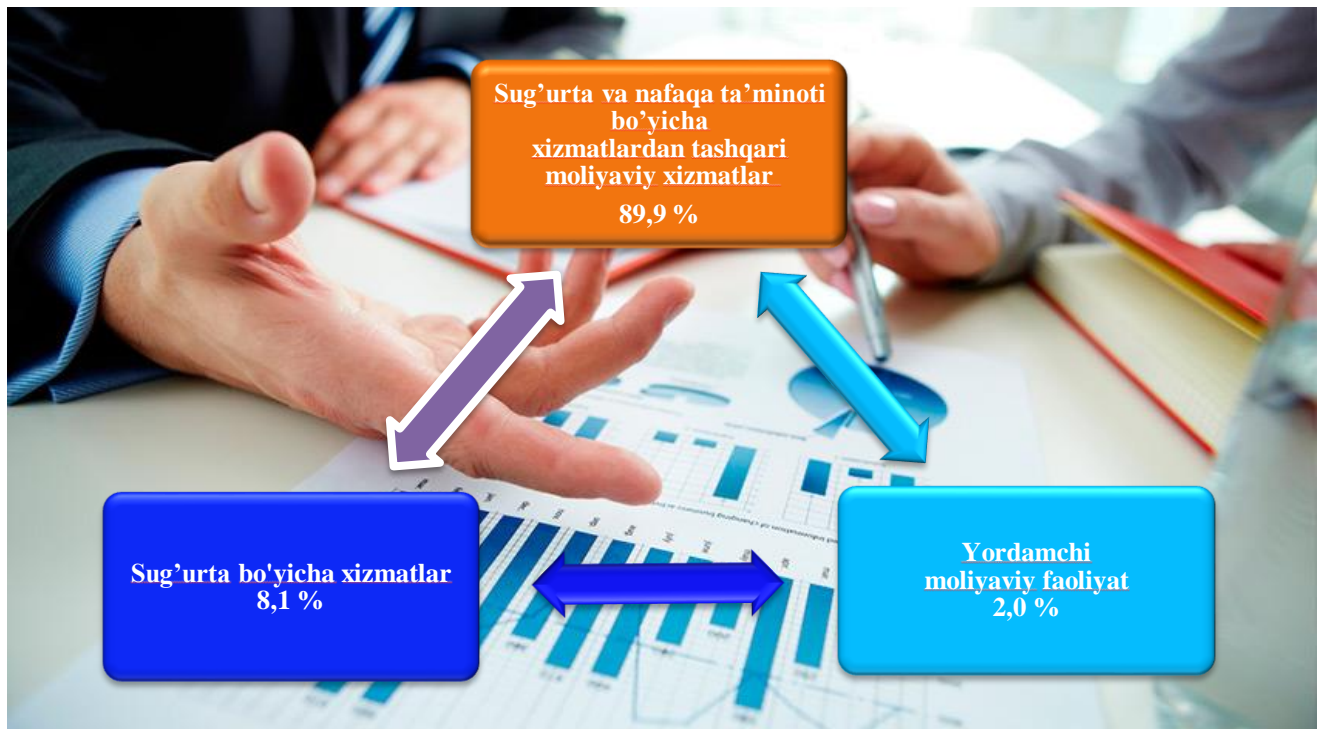 Sug’urta va nafaqa ta’minoti
bo’yicha
xizmatlardan tashqari
moliyaviy xizmatlar
89,9 %
Sug’urta bo'yicha xizmatlar
8,1 %
Yordamchi
moliyaviy faoliyat
2,0 %